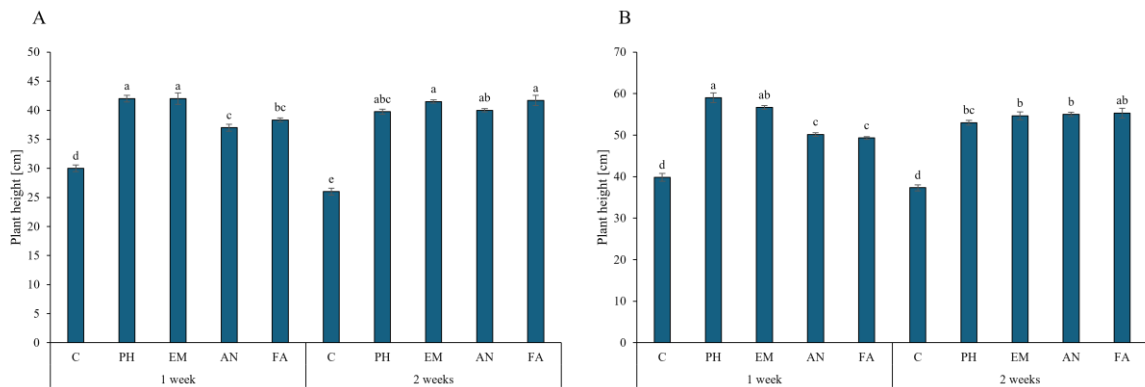 A
Plant height [cm]
50
45
40
35
30
25
20
15
10
5
0
d
a
a
c
bc
e
abc
a
ab
a
C PH EM AN FA C PH EM AN FA
1 week 2 weeks
B
Plant height [cm]
70
60
50
40
30
20
10
0
d
a
ab
c
c
d
bc
b
b
ab
C PH EM AN FA C PH EM AN FA
1 week 2 weeks